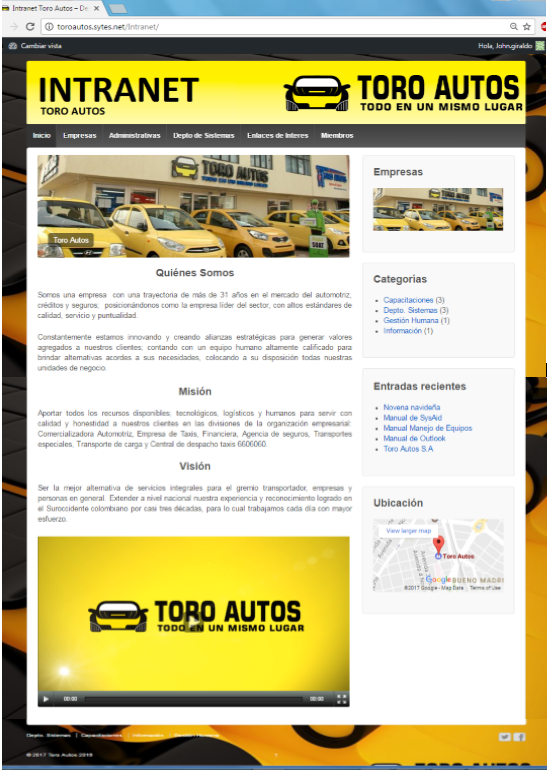 Intranet Toro Autos – De
toroautos.sytes.net/Intranet/
Cambiar vista
Hola, John.giraldo
INTRANET
TORO AUTOS
TORO AUTOS
TODO EN UN MISMO LUGAR
Inicio Empresas Administrativas Depto de Sistemas Enlaces de Interes Miembros
TORO AUTOS
Toro Autos
Quiénes Somos
Somos una empresa con una trayectoria de más de 31 años en el mercado del automotriz,
créditos y seguros, posicionándonos como la empresa líder del sector, con altos estándares de
calidad, servicio y puntualidad.
Constantemente estamos innovando y creando alianzas estratégicas para generar valores
agregados a nuestros clientes; contando con un equipo humano altamente calificado para
brindar alternativas acordes a sus necesidades, colocando a su disposición todas nuestras
unidades de negocio.
Misión
Aportar todos los recursos disponibles; tecnológicos, logísticos y humanos para servir con
calidad y honestidad a nuestros clientes en las divisiones de la organización empresarial:
Comercializadora Automotriz, Empresa de Taxis, Financiera, Agencia de seguros, Transportes
especiales, Transporte de carga y Central de despacho taxis 6606060.
Visión
Ser la mejor alternativa de servicios integrales para el gremio transportador, empresas y
personas en general. Extender a nivel nacional nuestra experiencia y reconocimiento logrado en
el Suroccidente colombiano por casi tres décadas, para lo cual trabajamos cada día con mayor
esfuerzo.
TORO AUTOS
TODO EN UN MISMO LUGAR
00:00 00:00
Empresas
Categorías
Capacitaciones (3)
Depto. Sistemas (3)
Gestión Humana (1)
Información (1)
Entradas recientes
Novena navideña
Manual de SysAid
Manual Manejo de Equipos
Manual de Outlook
Toro Autos S.A
Ubicación
View larger map
Toro Autos
Google BUENO MADRI
©2017 Google - Map Data Terms of Use
Depto. Sistemas | Capacitaciones | Información
© 2017 Toro Autos 2016